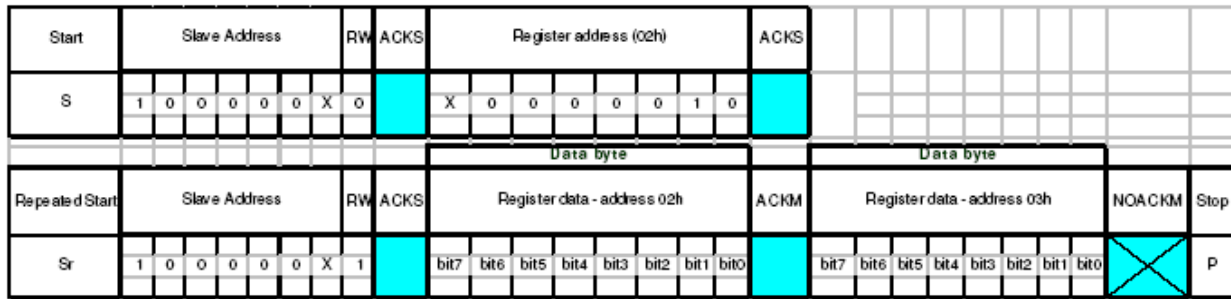 Start Slave Address RW ACKS Register address (02h) ACKS
S 1 0 0 0 0 0 X 0 X 0 0 0 0 0 1 0
Data byte Data byte
Repeated Start Slave Address RW ACKS Register data - address 02h ACKM Register data - address 03h NOACKM Stop
Sr 1 0 0 0 0 0 X 1 bit7 bit6 bit5 bit4 bit3 bit2 bit1 bit0 bit7 bit6 bit5 bit4 bit3 bit2 bit1 bit0 P